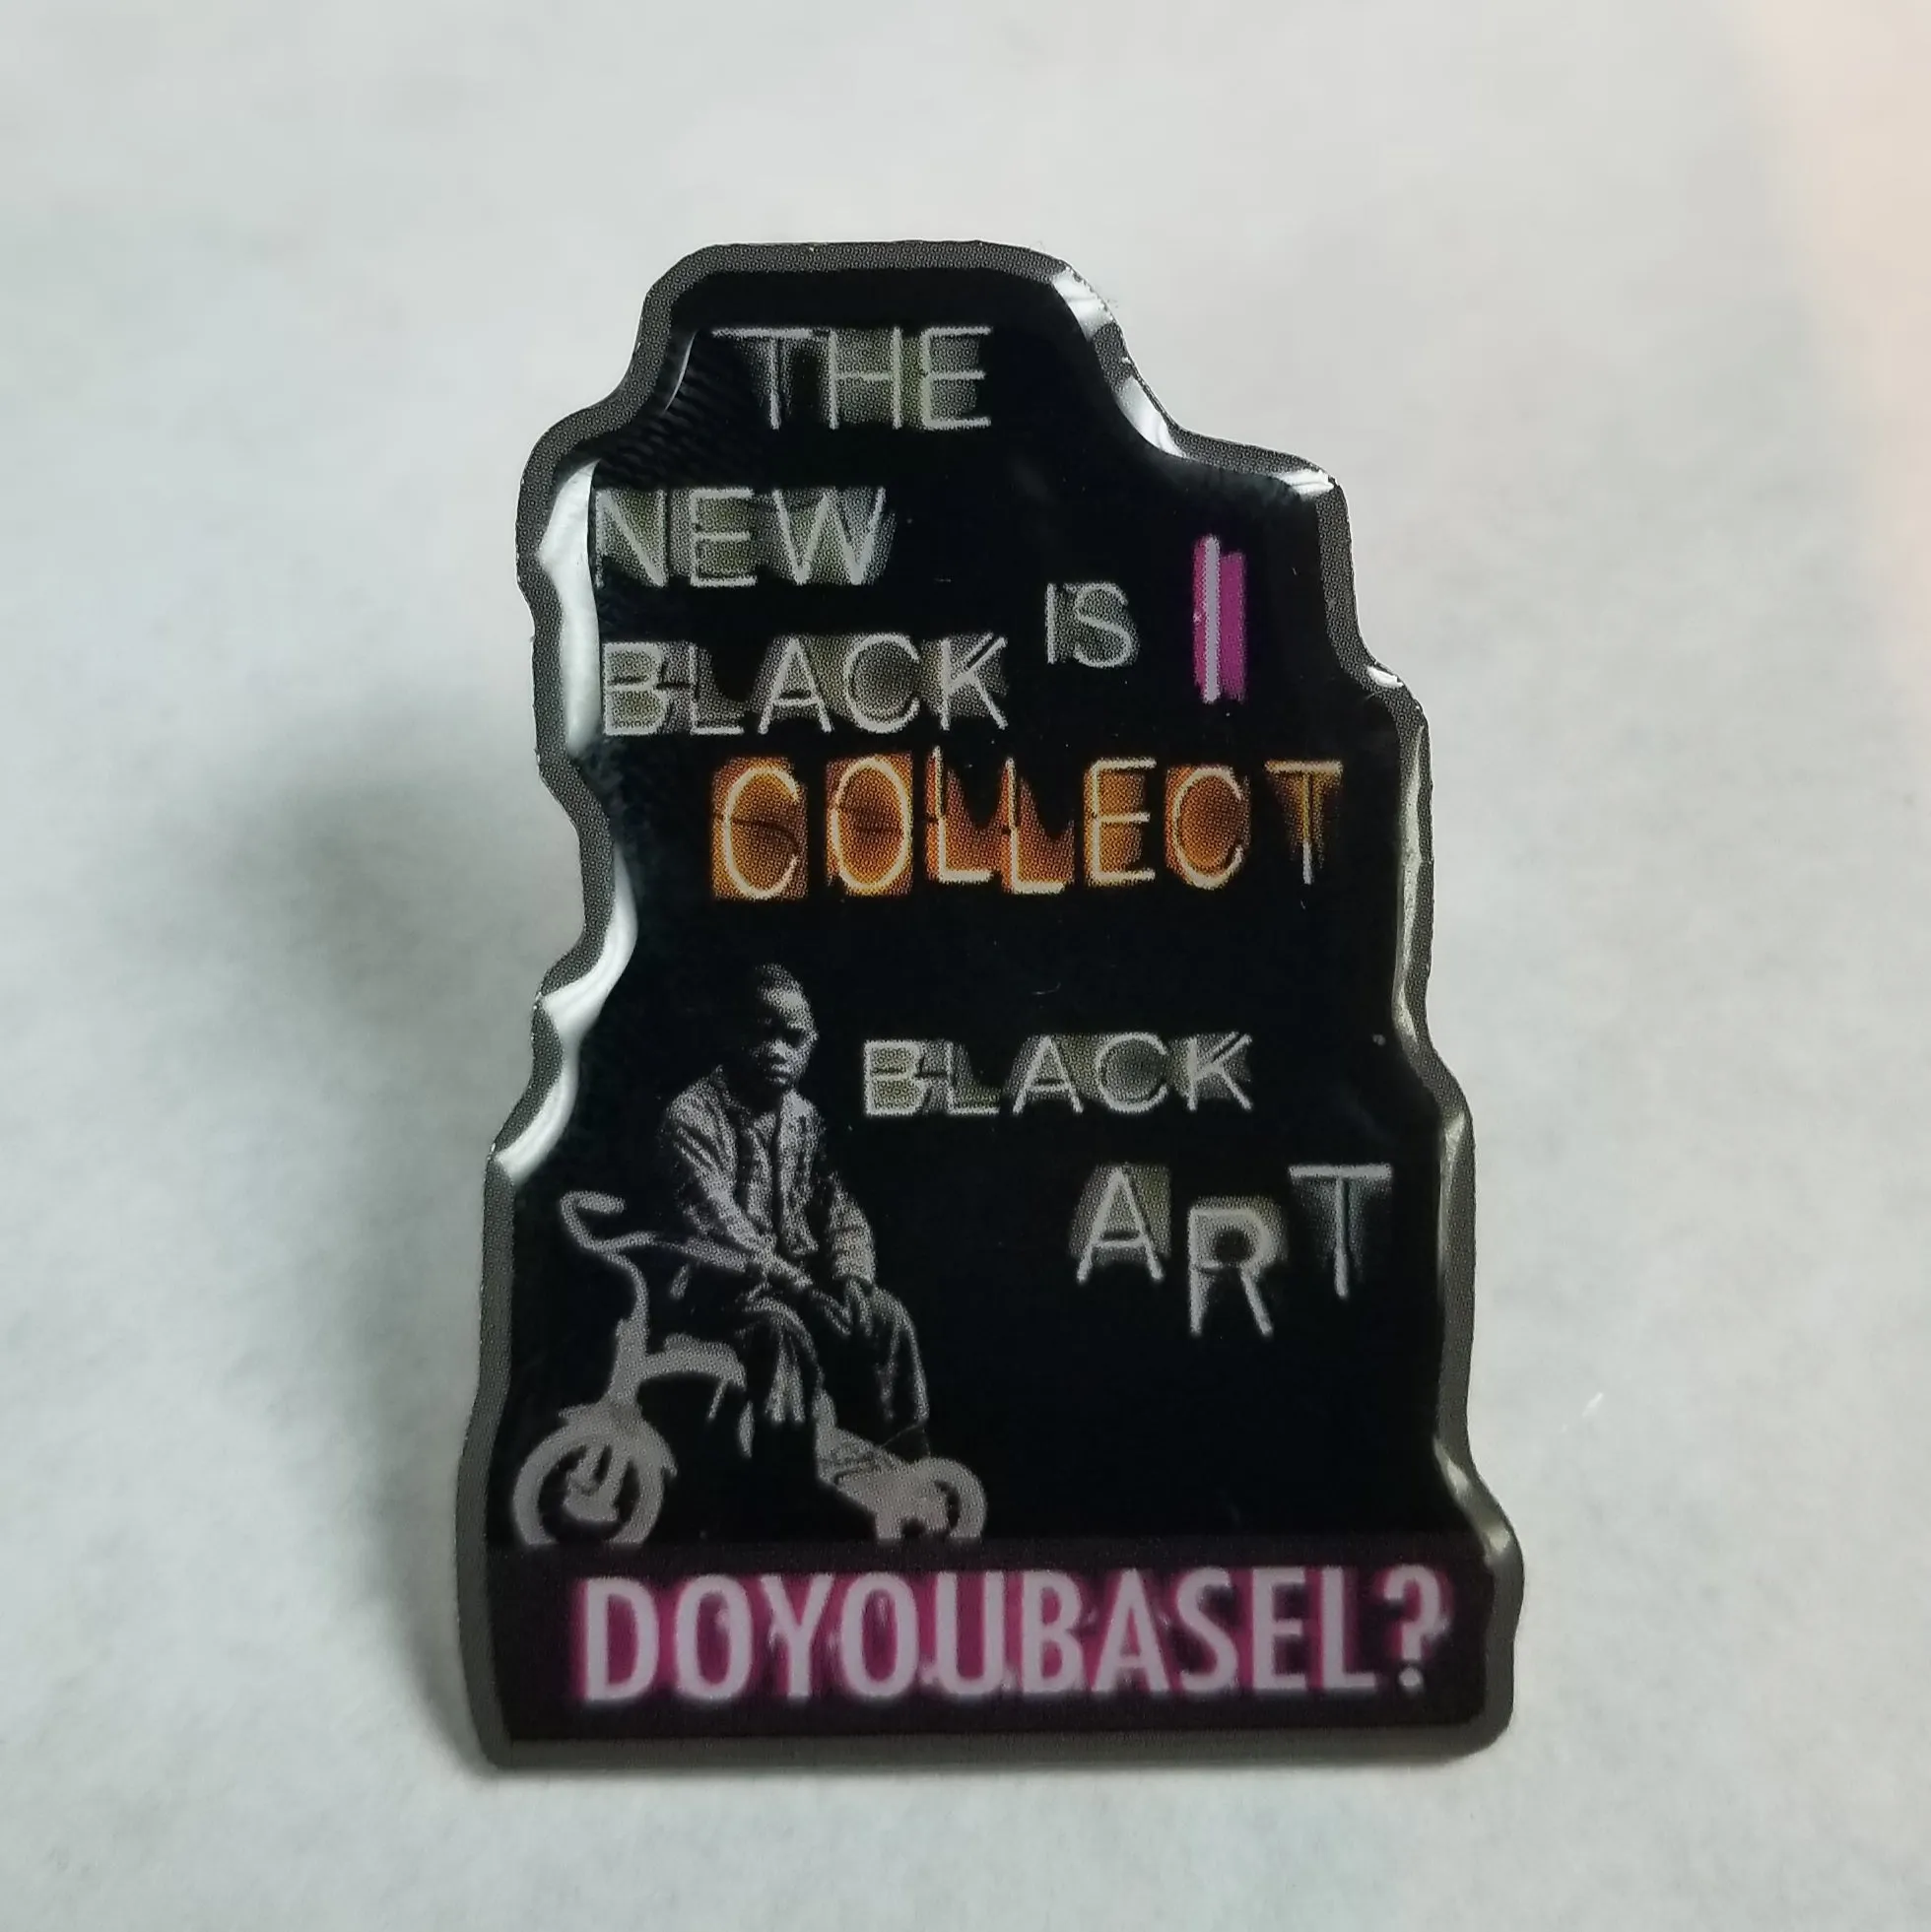 THE
NEW
BLACK IS I
COLLECT
BLACK
ART
DOYOUBASEL?